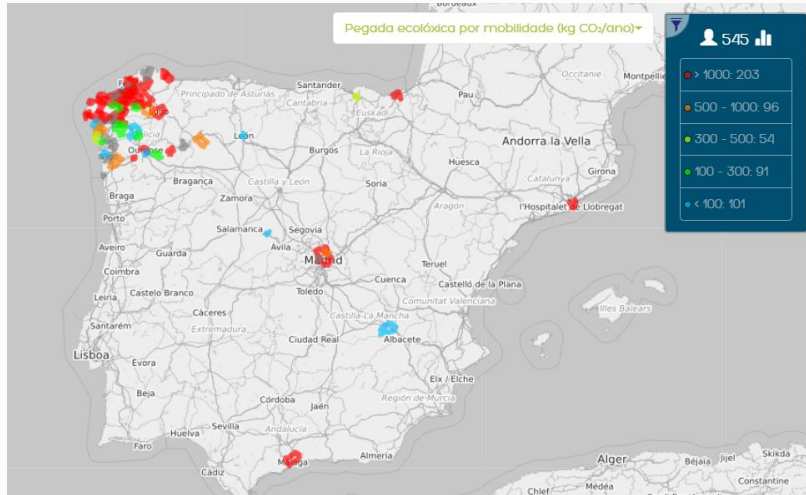 Pegada ecolóxica por mobilidade (kg CO₂/ano)
545
> 1000: 203
500 - 1000: 96
300 - 500: 54
100 - 300: 91
< 100: 101
Bordeaux
Occitanie
Montpellier
Santander
Principado de Asturias
Cantabria
Euskadi
Pau
León
Burgos
La Rioja
Andorra la Vella
Ourense
Huesca
Girona
Catalunya
Braga
Bragança
Castilla y León
Soria
Zamora
Aragón
l'Hospitalet de Llobregat
Porto
Salamanca
Segovia
Aveiro
Guarda
Ávila
Madrid
Coimbra
Cuenca
Teruel
Castelló de la Plana
Leiria
Castelo Branco
Toledo
Comunitat Valenciana
Illes Balears
Santarém
Cáceres
Castilla-La Mancha
Extremadura
Ciudad Real
Albacete
Lisboa
Évora
Elx / Elche
Beja
Región de Murcia
Córdoba
Jaén
Sevilla
Andalucía
Faro
Huelva
Málaga
Almería
Cádiz
Alger
Béjaïa
Jijel
Skikda
Médéa
Constantine
Chlef